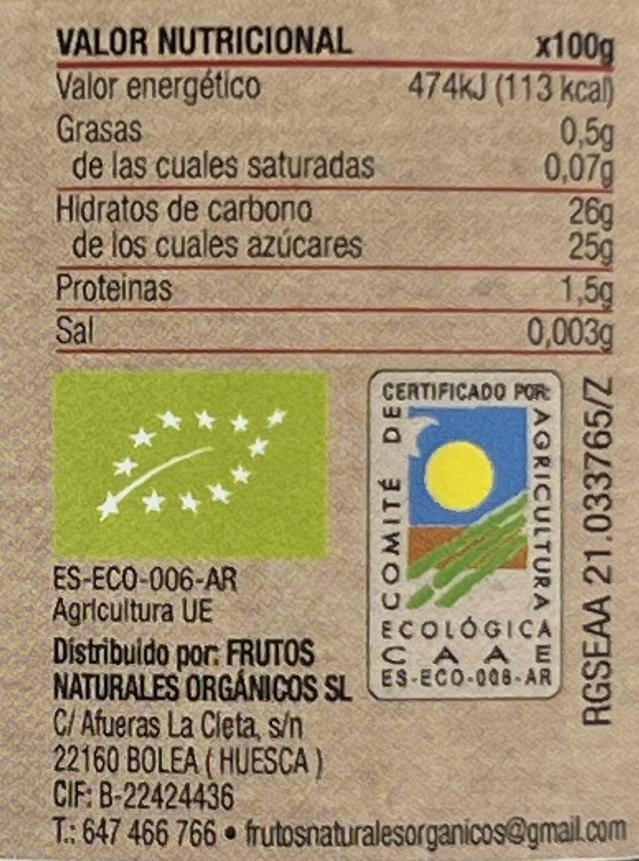 VALOR NUTRICIONAL x100g
Valor energético 474kJ (113 kcal)
Grasas 0,5g
de las cuales saturadas 0,07g
Hidratos de carbono 26g
de los cuales azúcares 25g
Proteinas 1,5g
Sal 0,003g
CERTIFICADO POR:
COMITÉ DE
AGRICULTURA
ECOLÓGICA
C A A E
ES-ECO-006-AR
RGSEAA 21.033765/Z
ES-ECO-006-AR
Agricultura UE
Distribuido por: FRUTOS
NATURALES ORGÁNICOS SL
C/ Afueras La Cleta, s/n
22160 BOLEA ( HUESCA )
CIF: B-22424436
T.: 647 466 766 • frutosnaturalesorganicos@gmail.com